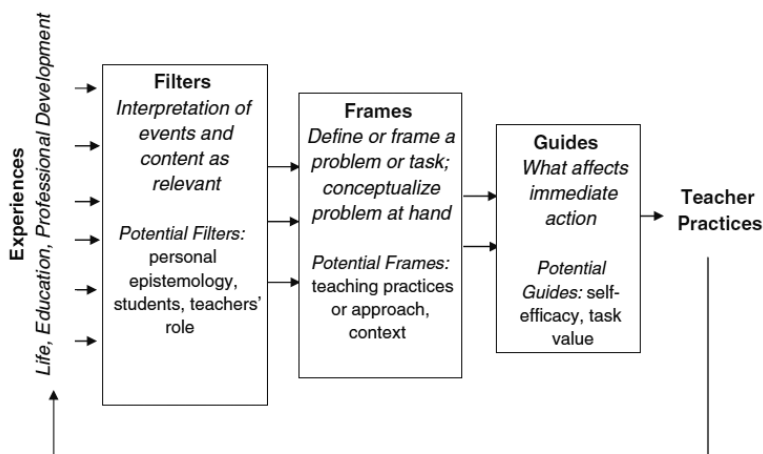 Experiences
Life, Education, Professional Development
Filters
Interpretation of
events and
content as
relevant
Potential Filters:
personal
epistemology,
students, teachers’
role
Frames
Define or frame a
problem or task;
conceptualize
problem at hand
Potential Frames:
teaching practices
or approach,
context
Guides
What affects
immediate
action
Potential
Guides: self-
efficacy, task
value
Teacher
Practices